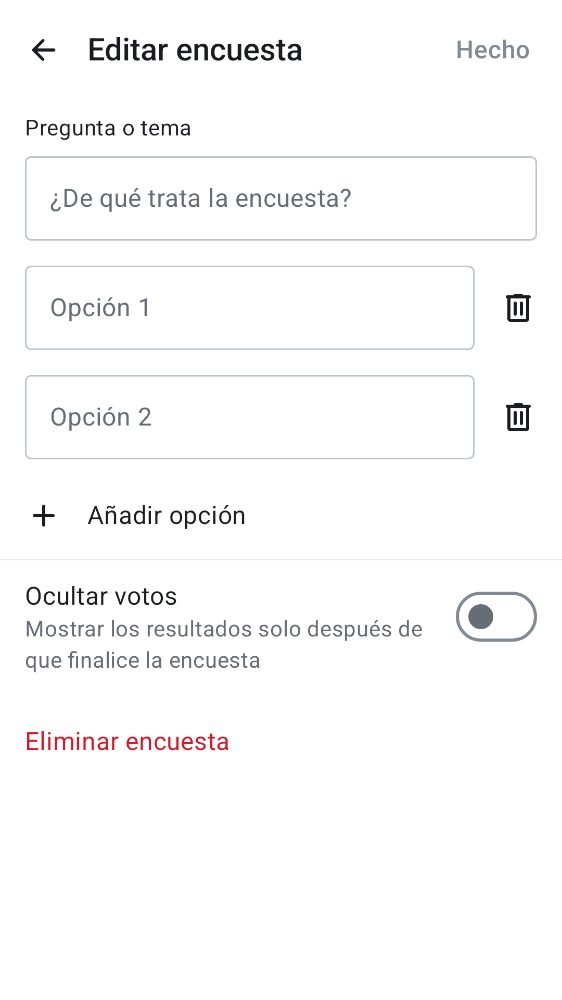 Editar encuesta
Hecho
Pregunta o tema
¿De qué trata la encuesta?
Opción 1
Opción 2
Añadir opción
Ocultar votos
Mostrar los resultados solo después de
que finalice la encuesta
Eliminar encuesta